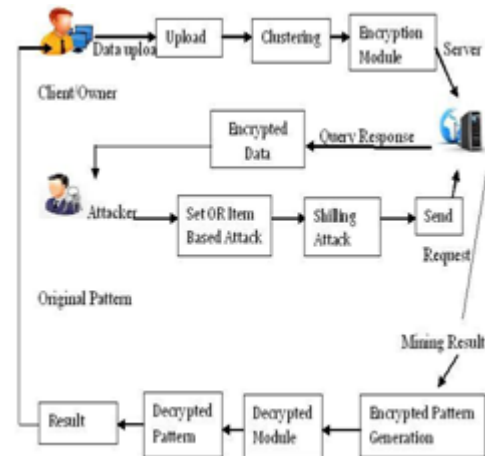 Data upload
Upload
Clustering
Encryption
Module
Server
Client/Owner
Encrypted
Data
Query Response
Attacker
Set OR Item
Based Attack
Shilling
Attack
Send
Request
Original Pattern
Mining Result
Result
Decrypted
Pattern
Decrypted
Module
Encrypted Pattern
Generation